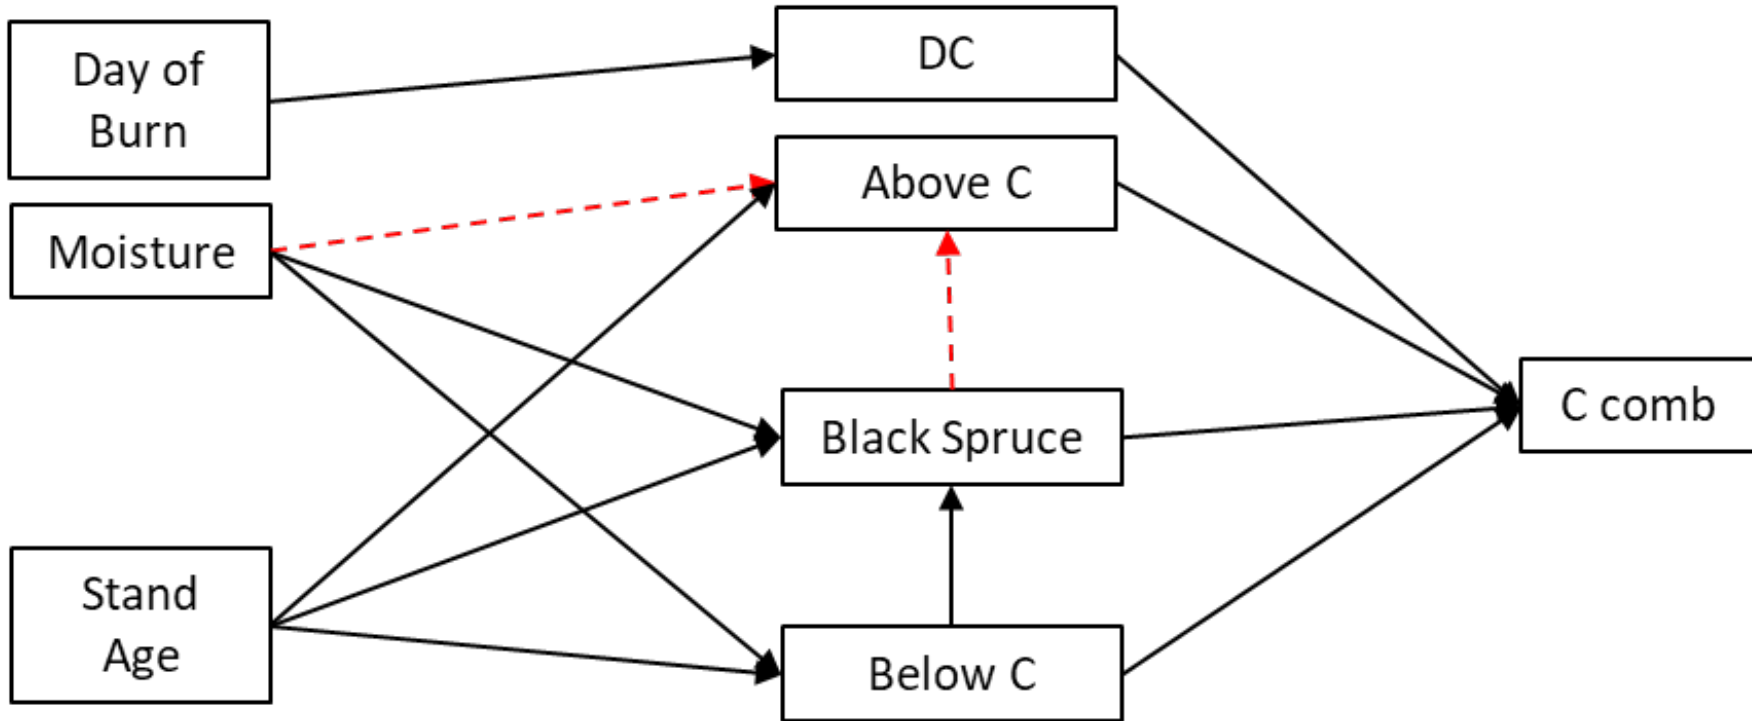 Day of
Burn
DC
Above C
Moisture
Black Spruce
C comb
Stand
Age
Below C